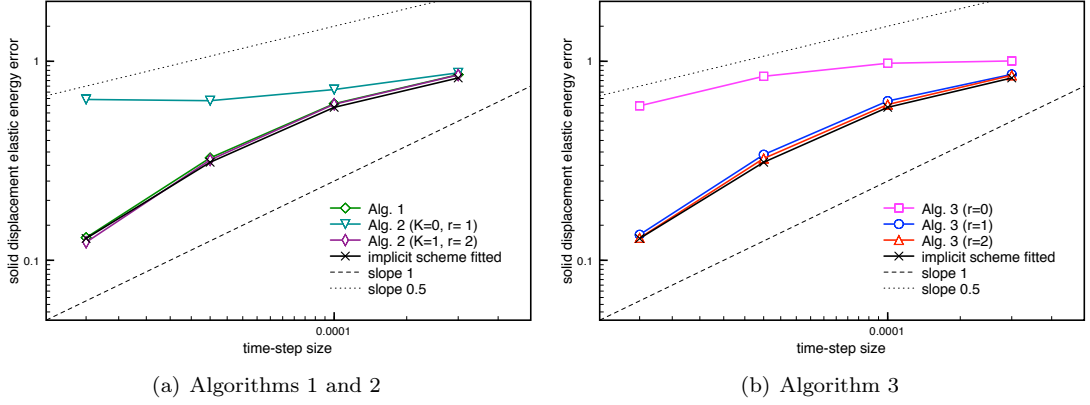 solid displacement elastic energy error
1
0.1
0.0001
time-step size
Alg. 1
Alg. 2 (K=0, r= 1)
Alg. 2 (K=1, r= 2)
implicit scheme fitted
slope 1
slope 0.5
(a) Algorithms 1 and 2
solid displacement elastic energy error
1
0.1
0.0001
time-step size
Alg. 3 (r=0)
Alg. 3 (r=1)
Alg. 3 (r=2)
implicit scheme fitted
slope 1
slope 0.5
(b) Algorithm 3